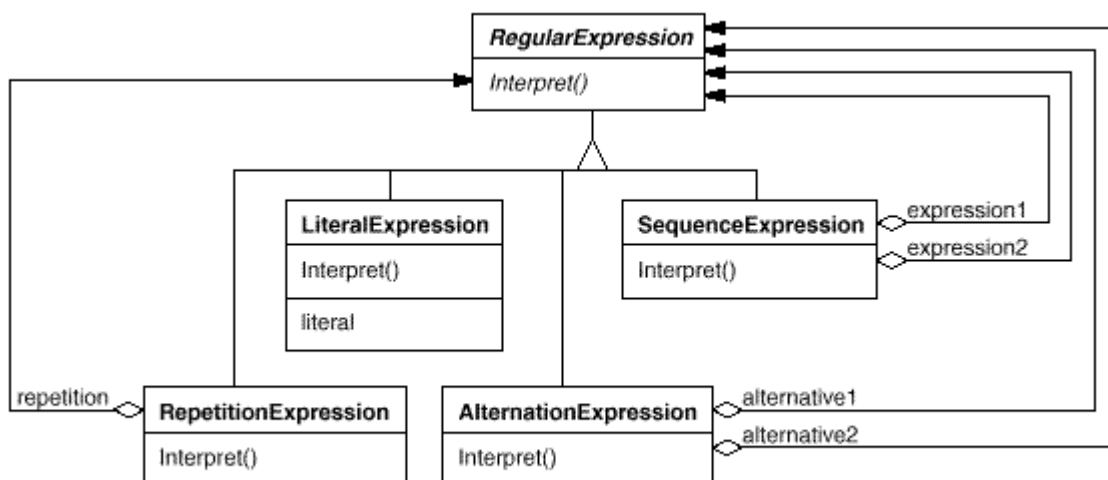 RegularExpression
Interpret()
LiteralExpression
Interpret()
literal
SequenceExpression
Interpret()
expression1
expression2
repetition
RepetitionExpression
Interpret()
AlternationExpression
Interpret()
alternative1
alternative2